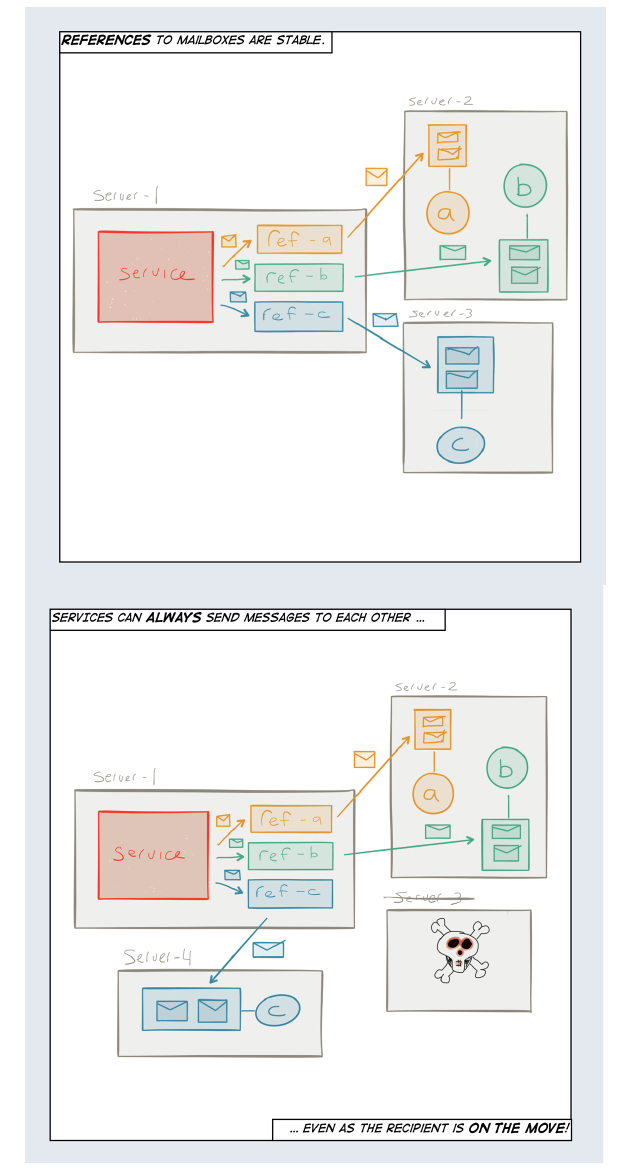 REFERENCES TO MAILBOXES ARE STABLE.
Server-2
b
a
Server-1
ref-a
service
ref-b
ref-c
Server-3
c
SERVICES CAN ALWAYS SEND MESSAGES TO EACH OTHER ...
Server-2
b
a
Server-1
ref-a
Service
ref-b
ref-c
Server-3
Server-4
c
... EVEN AS THE RECIPIENT IS ON THE MOVE!